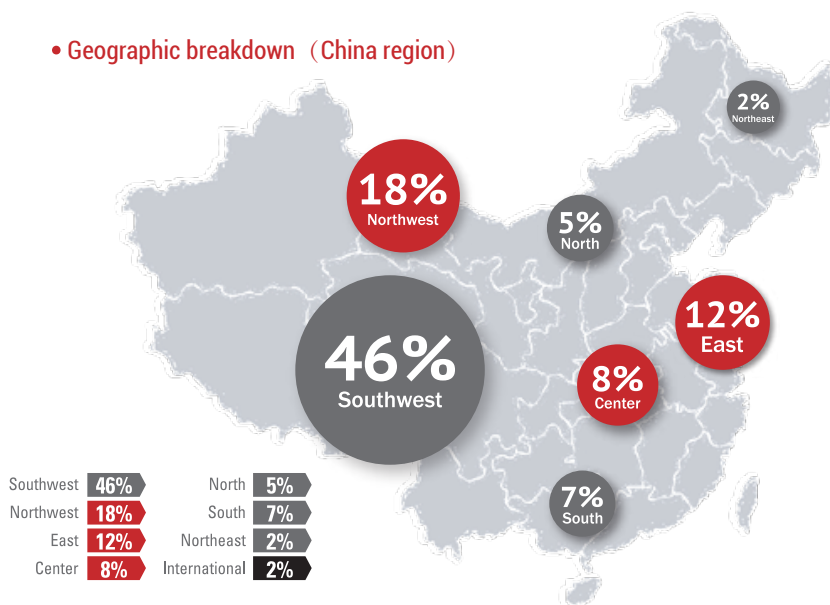 • Geographic breakdown（China region）
2%
Northeast
18%
Northwest
5%
North
12%
East
46%
Southwest
8%
Center
7%
South
Southwest 46%
Northwest 18%
East 12%
Center 8%
North 5%
South 7%
Northeast 2%
International 2%